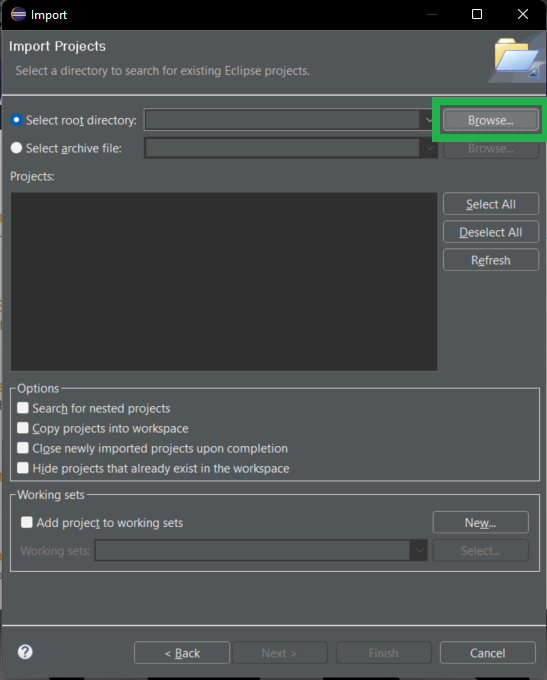 Import
Import Projects
Select a directory to search for existing Eclipse projects.
Select root directory: Browse...
Select archive file: Browse...
Projects:
Select All
Deselect All
Refresh
Options
Search for nested projects
Copy projects into workspace
Close newly imported projects upon completion
Hide projects that already exist in the workspace
Working sets
Add project to working sets New...
Working sets: Select...
? < Back Next > Finish Cancel